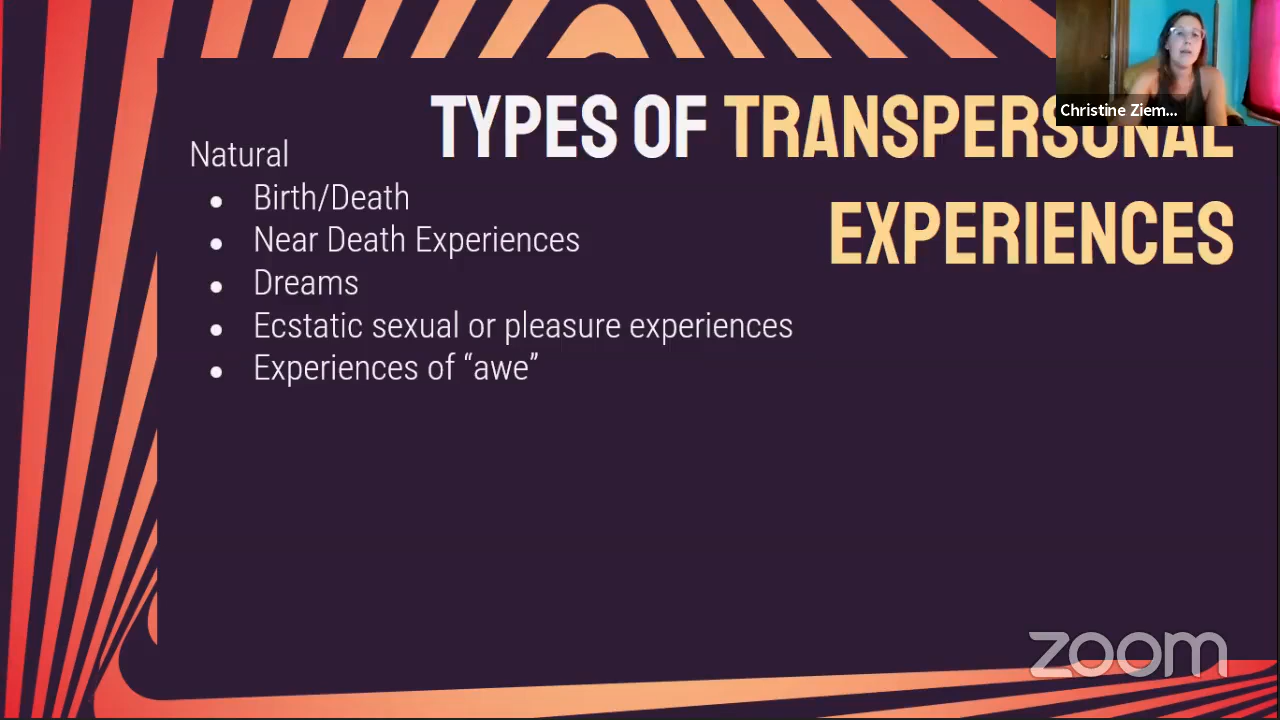 Christine Ziem...
TYPES OF TRANSPERSONAL
EXPERIENCES
Natural
● Birth/Death
● Near Death Experiences
● Dreams
● Ecstatic sexual or pleasure experiences
● Experiences of “awe”
zoom